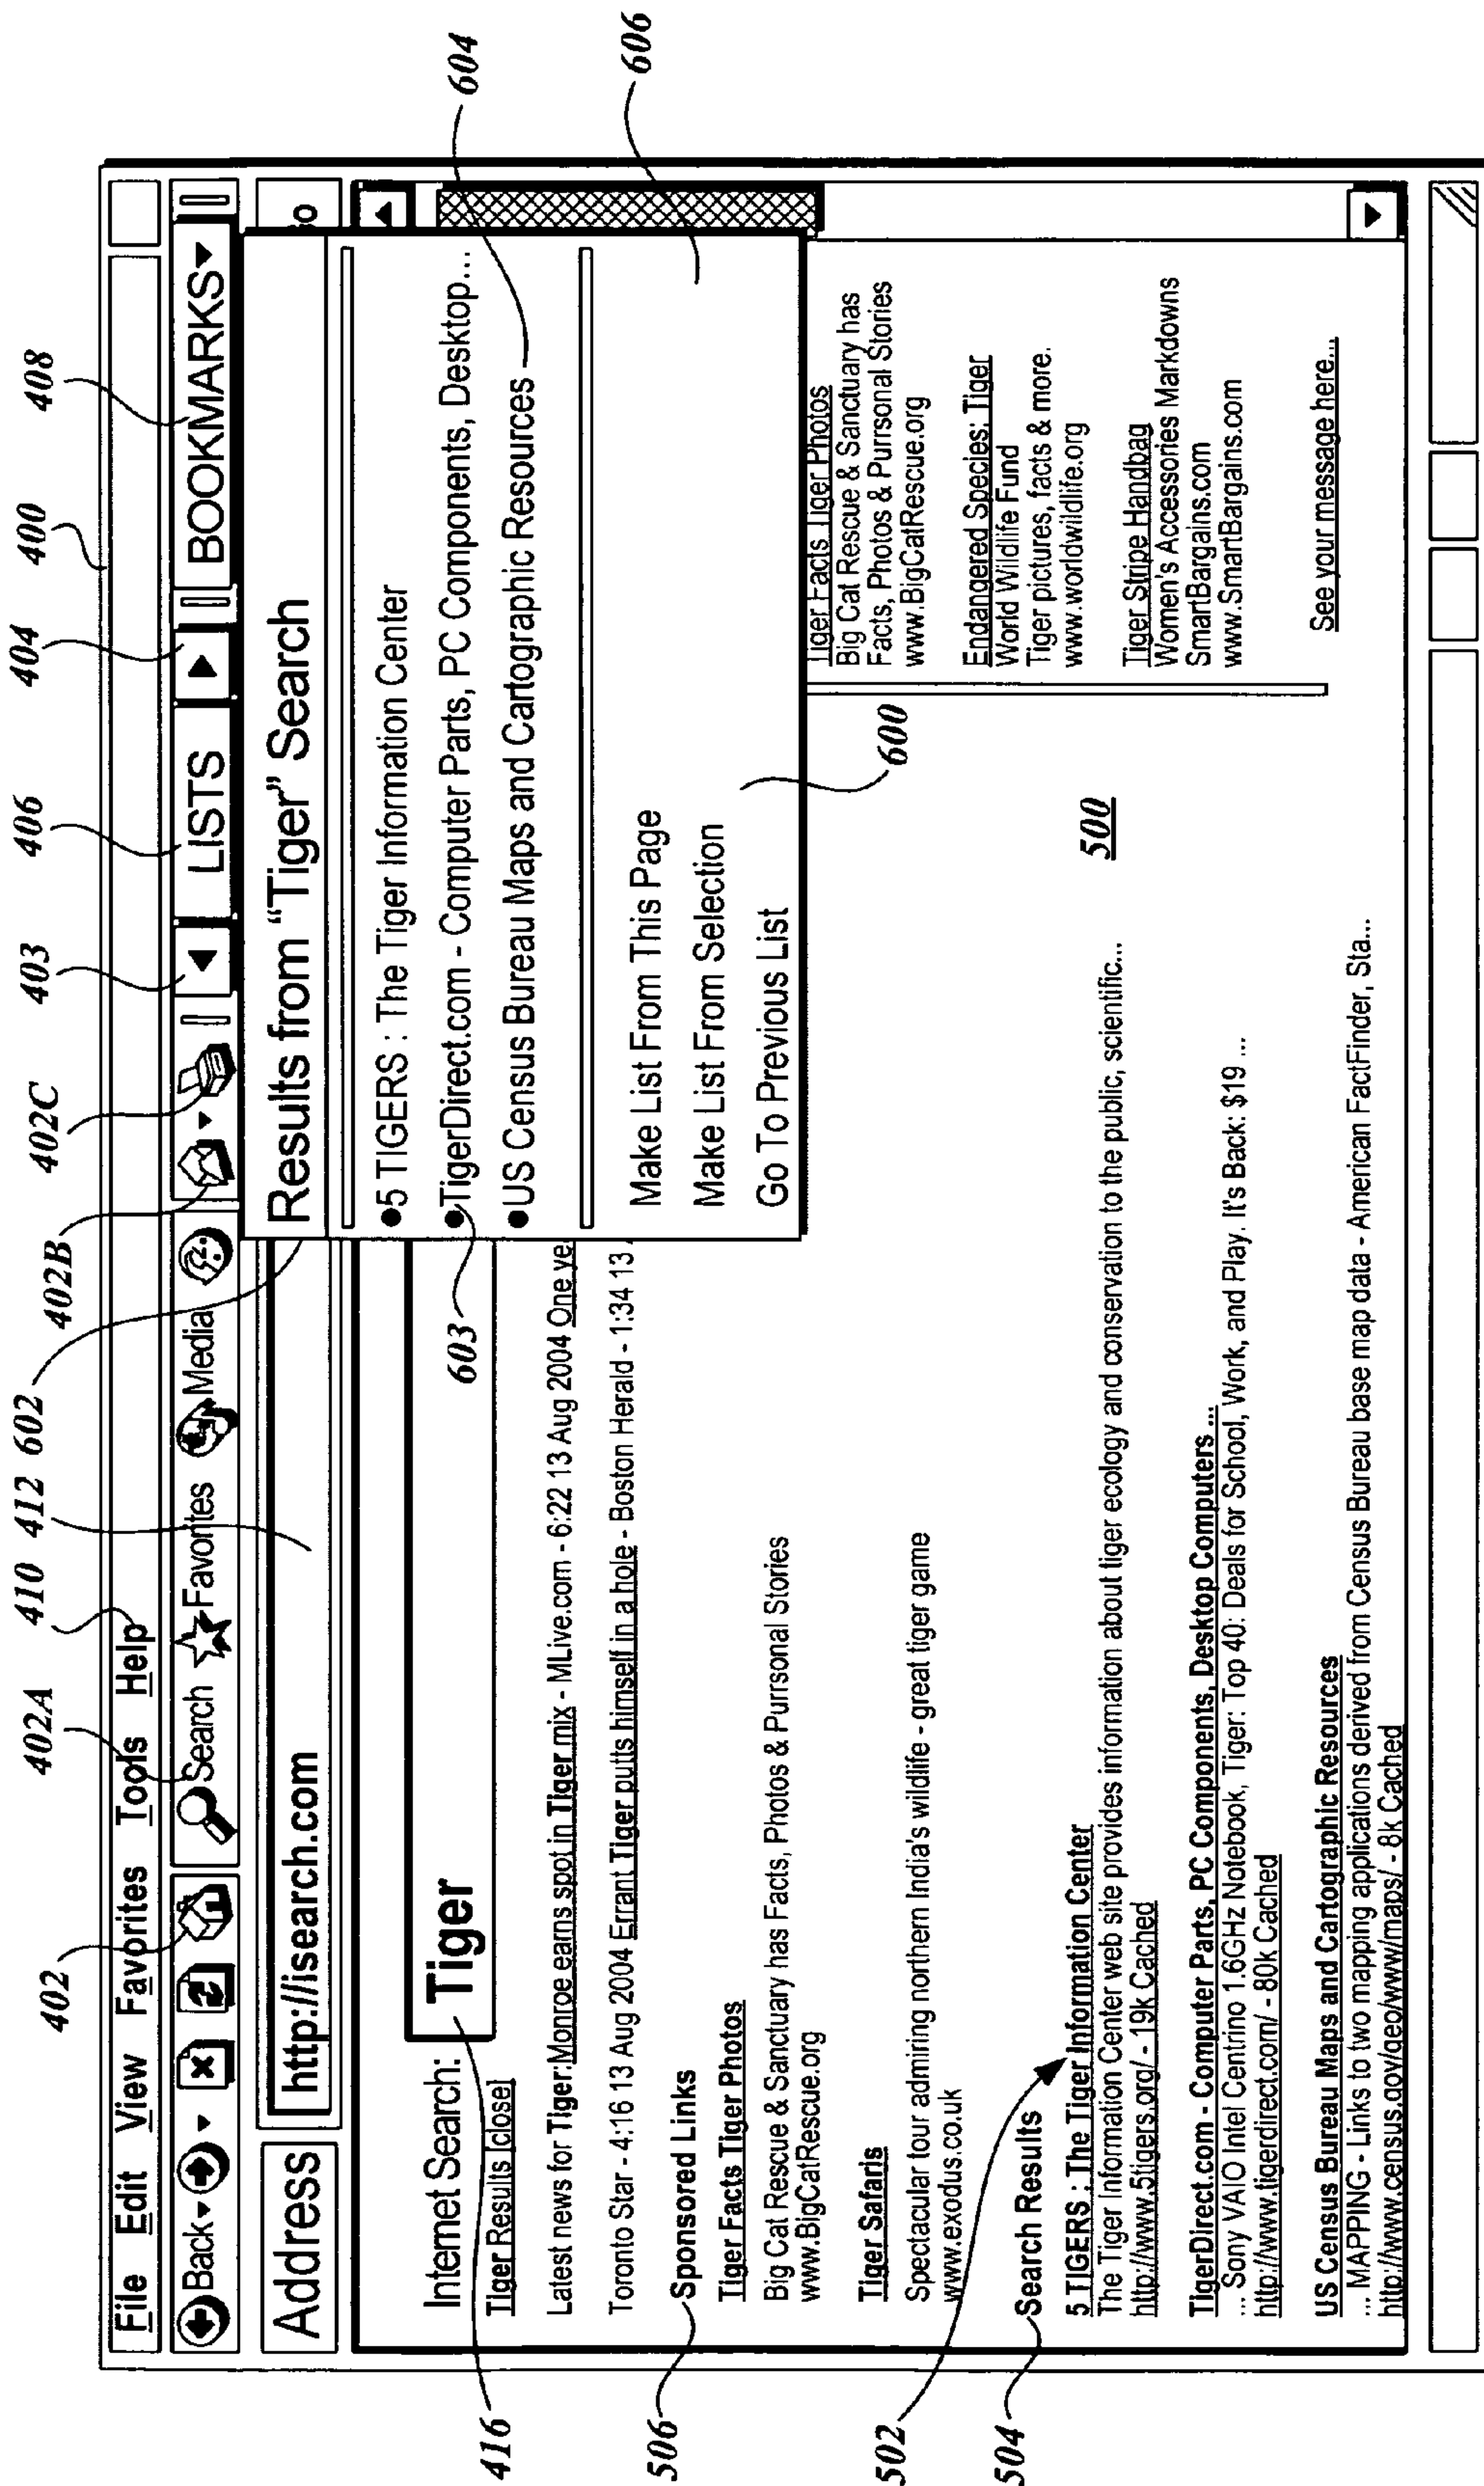 402 402A 410 412 602 402B 402C 403 406 404 400 408
File Edit View Favorites Tools Help
Back Search Favorites Media LISTS BOOKMARKS
Address http://isearch.com
Results from “Tiger” Search
●5 TIGERS : The Tiger Information Center
●TigerDirect.com - Computer Parts, PC Components, Desktop...
●US Census Bureau Maps and Cartographic Resources
Make List From This Page
Make List From Selection
Go To Previous List
603
604
606
600
416
Internet Search: Tiger
Tiger Results [close]
Latest news for Tiger:Monroe earns spot in Tiger mix - MLive.com - 6:22 13 Aug 2004 One ye
Toronto Star - 4:16 13 Aug 2004 Errant Tiger putts himself in a hole - Boston Herald - 1:34 13
506
Sponsored Links
Tiger Facts Tiger Photos
Big Cat Rescue & Sanctuary has Facts, Photos & Purrsonal Stories
www.BigCatRescue.org
Tiger Safaris
Spectacular tour admiring northern India's wildlife - great tiger game
www.exodus.co.uk
502
504
Search Results
5 TIGERS : The Tiger Information Center
The Tiger Information Center web site provides information about tiger ecology and conservation to the public, scientific...
http://www.5tigers.org/ - 19k Cached
TigerDirect.com - Computer Parts, PC Components, Desktop Computers ...
... Sony VAIO Intel Centrino 1.6GHz Notebook, Tiger: Top 40: Deals for School, Work, and Play. It's Back: $19 ...
http://www.tigerdirect.com/ - 80k Cached
US Census Bureau Maps and Cartographic Resources
... MAPPING - Links to two mapping applications derived from Census Bureau base map data - American FactFinder, Sta...
http://www.census.gov/geo/www/maps/ - 8k Cached
500
Tiger Facts Tiger Photos
Big Cat Rescue & Sanctuary has
Facts, Photos & Purrsonal Stories
www.BigCatRescue.org
Endangered Species: Tiger
World Wildlife Fund
Tiger pictures, facts & more.
www.worldwildlife.org
Tiger Stripe Handbag
Women's Accessories Markdowns
SmartBargains.com
www.SmartBargains.com
See your message here...